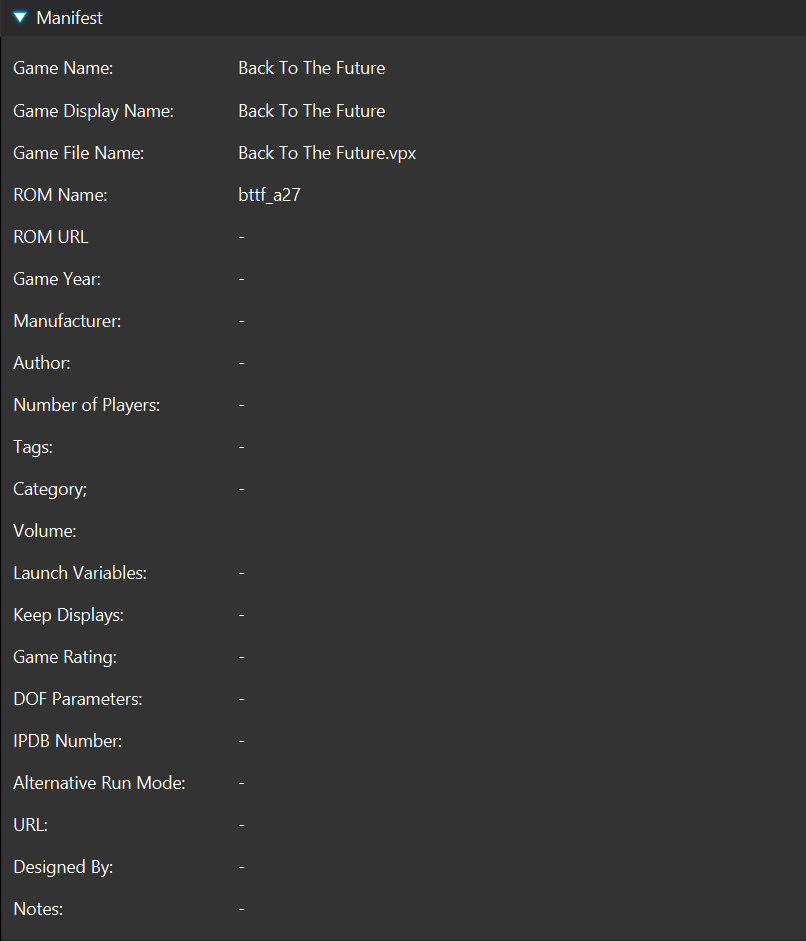 Manifest
Game Name: Back To The Future
Game Display Name: Back To The Future
Game File Name: Back To The Future.vpx
ROM Name: bttf_a27
ROM URL -
Game Year: -
Manufacturer: -
Author: -
Number of Players: -
Tags: -
Category; -
Volume:
Launch Variables: -
Keep Displays: -
Game Rating: -
DOF Parameters: -
IPDB Number: -
Alternative Run Mode: -
URL: -
Designed By: -
Notes: -